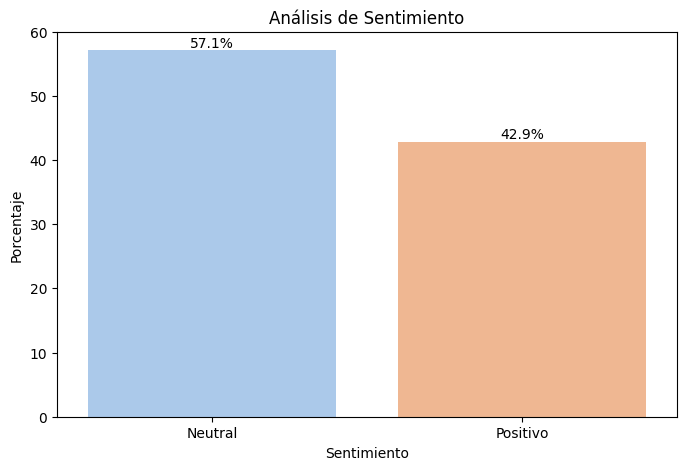 Análisis de Sentimiento
60
50
40
30
20
10
0
Porcentaje
57.1%
42.9%
Neutral
Positivo
Sentimiento